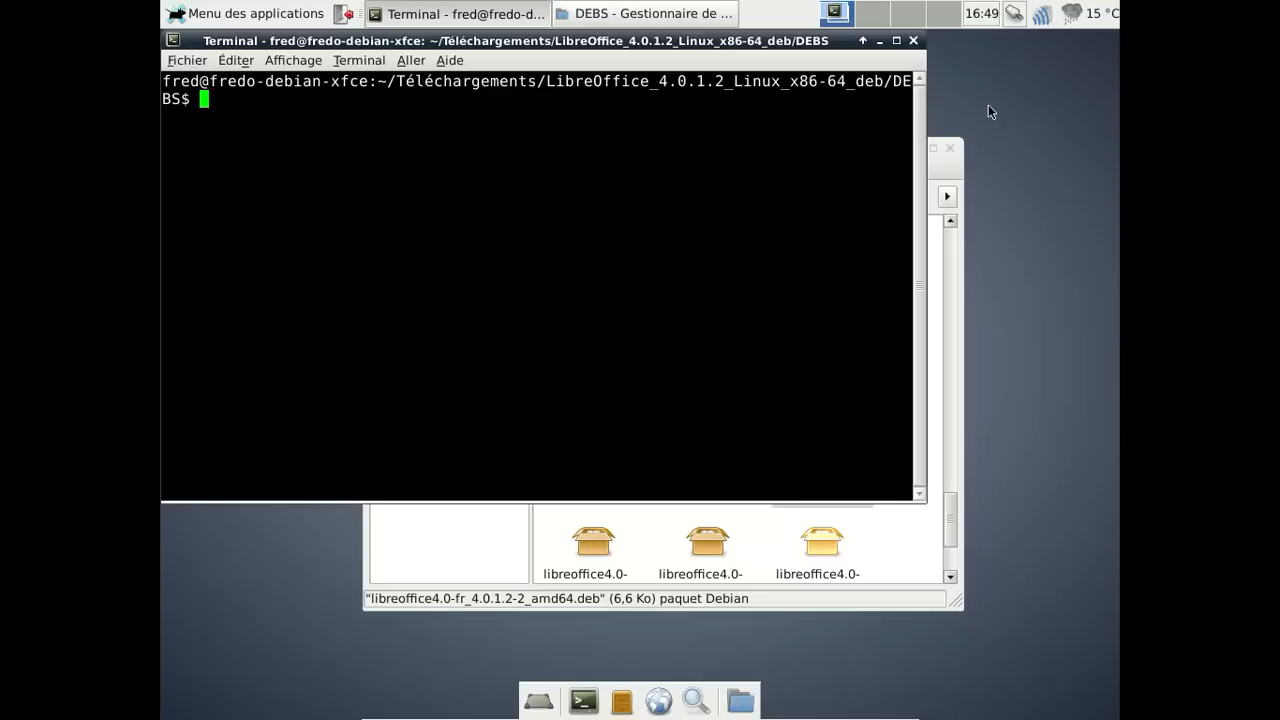 Menu des applications
Terminal - fred@fredo-d...
DEBS - Gestionnaire de ...
16:49
15 °C
Terminal - fred@fredo-debian-xfce: ~/Téléchargements/LibreOffice_4.0.1.2_Linux_x86-64_deb/DEBS
Fichier Éditer Affichage Terminal Aller Aide
fred@fredo-debian-xfce:~/Téléchargements/LibreOffice_4.0.1.2_Linux_x86-64_deb/DE
BS$
libreoffice4.0- libreoffice4.0- libreoffice4.0-
"libreoffice4.0-fr_4.0.1.2-2_amd64.deb" (6,6 Ko) paquet Debian